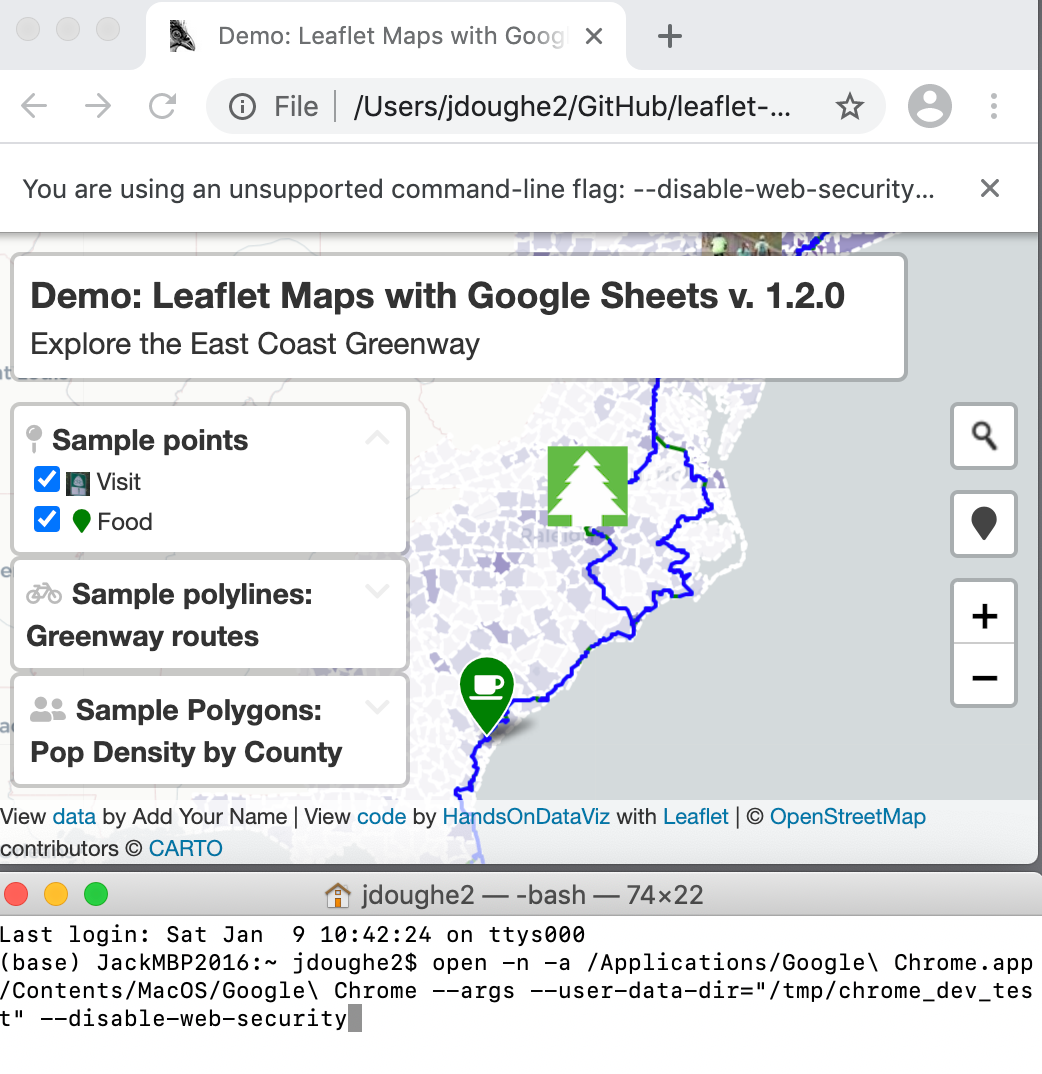 Demo: Leaflet Maps with Goog
File /Users/jdoughe2/GitHub/leaflet-...
You are using an unsupported command-line flag: --disable-web-security...
Demo: Leaflet Maps with Google Sheets v. 1.2.0
Explore the East Coast Greenway
Sample points
Visit
Food
Sample polylines:
Greenway routes
Sample Polygons:
Pop Density by County
Raleigh
+
−
View data by Add Your Name | View code by HandsOnDataViz with Leaflet | © OpenStreetMap
contributors © CARTO
jdoughe2 — -bash — 74×22
Last login: Sat Jan  9 10:42:24 on ttys000
(base) JackMBP2016:~ jdoughe2$ open -n -a /Applications/Google\ Chrome.app
/Contents/MacOS/Google\ Chrome --args --user-data-dir="/tmp/chrome_dev_tes
t" --disable-web-security